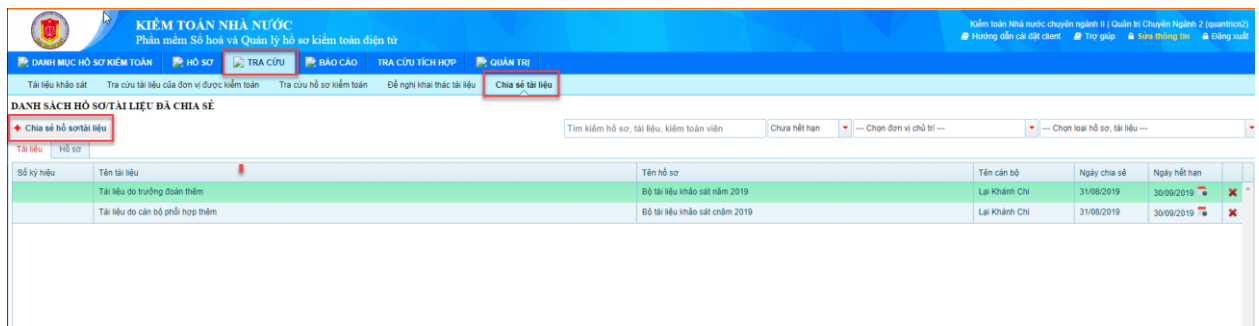 KIỂM TOÁN NHÀ NƯỚC
Phần mềm Số hoá và Quản lý hồ sơ kiểm toán điện tử
Kiểm toán Nhà nước chuyên ngành II | Quản trị Chuyên Ngành 2 (quantricn2)
Hướng dẫn cài đặt client Trợ giúp Sửa thông tin Đăng xuất
DANH MỤC HỒ SƠ KIỂM TOÁN HỒ SƠ TRA CỨU BÁO CÁO TRA CỨU TÍCH HỢP QUẢN TRỊ
Tài liệu khảo sát Tra cứu tài liệu của đơn vị được kiểm toán Tra cứu hồ sơ kiểm toán Đề nghị khai thác tài liệu Chia sẻ tài liệu
DANH SÁCH HỒ SƠ/TÀI LIỆU ĐÃ CHIA SẺ
Chia sẻ hồ sơ/tài liệu Tìm kiếm hồ sơ, tài liệu, kiểm toán viên Chưa hết hạn --- Chọn đơn vị chủ trì --- --- Chọn loại hồ sơ, tài liệu ---
Tài liệu Hồ sơ
Số ký hiệu Tên tài liệu Tên hồ sơ Tên cán bộ Ngày chia sẻ Ngày hết hạn
Tài liệu do trưởng đoàn thêm Bộ tài liệu khảo sát năm 2019 Lại Khánh Chi 31/08/2019 30/09/2019
Tài liệu do cán bộ phối hợp thêm Bộ tài liệu khảo sát cnăm 2019 Lại Khánh Chi 31/08/2019 30/09/2019